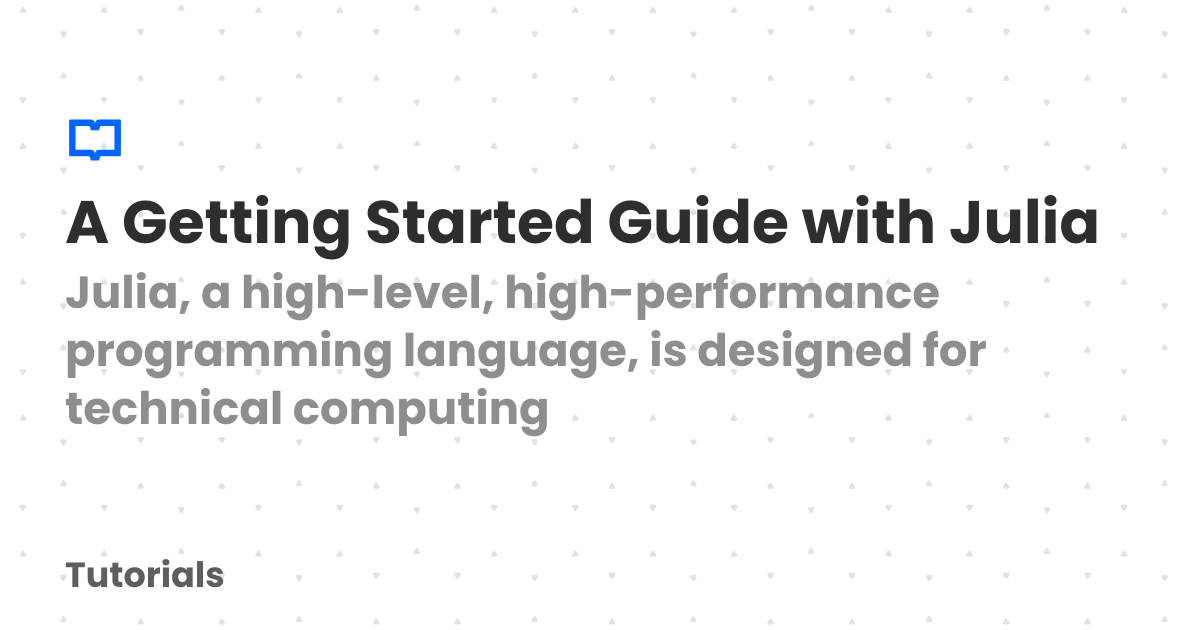 A Getting Started Guide with Julia
Julia, a high-level, high-performance
programming language, is designed for
technical computing
Tutorials